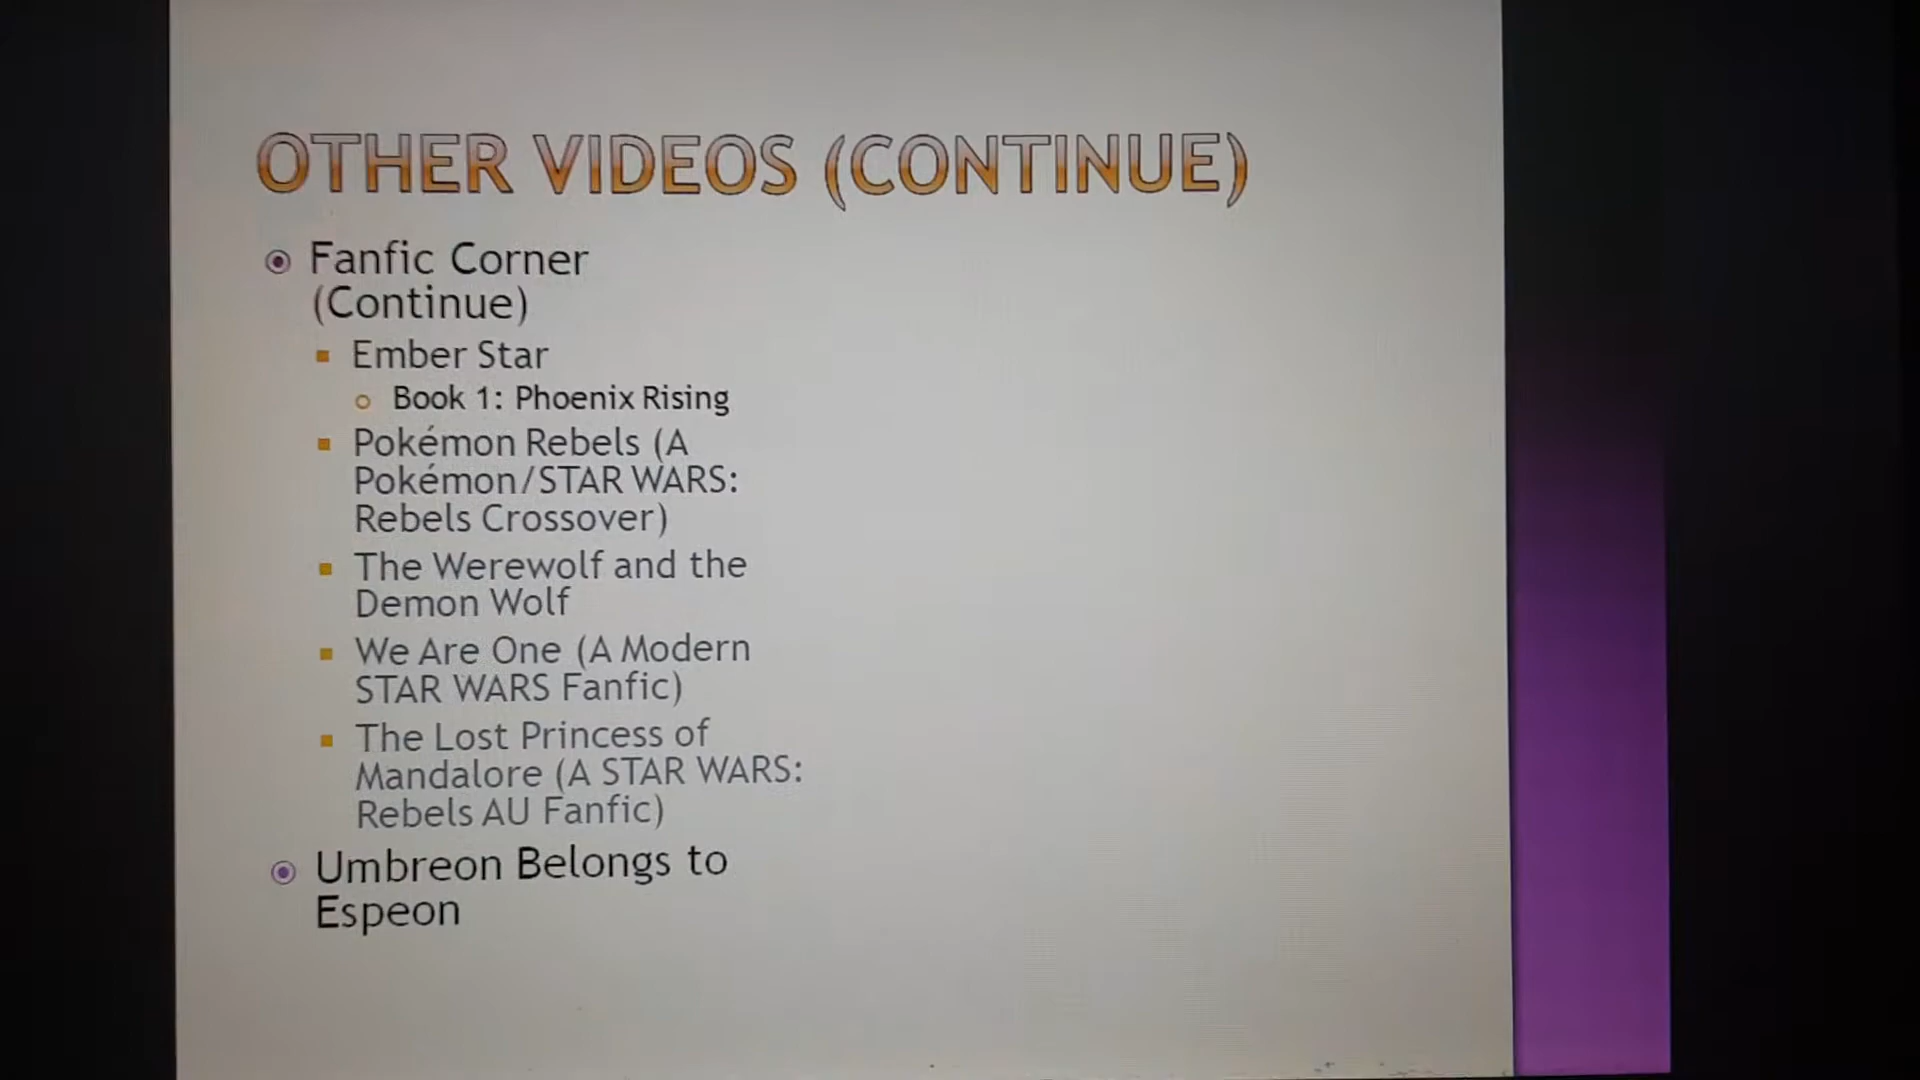 OTHER VIDEOS (CONTINUE)
Fanfic Corner
(Continue)
Ember Star
Book 1: Phoenix Rising
Pokémon Rebels (A
Pokémon/STAR WARS:
Rebels Crossover)
The Werewolf and the
Demon Wolf
We Are One (A Modern
STAR WARS Fanfic)
The Lost Princess of
Mandalore (A STAR WARS:
Rebels AU Fanfic)
Umbreon Belongs to
Espeon